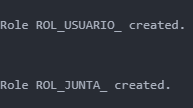 Role ROL_USUARIO_ created.
Role ROL_JUNTA_ created.